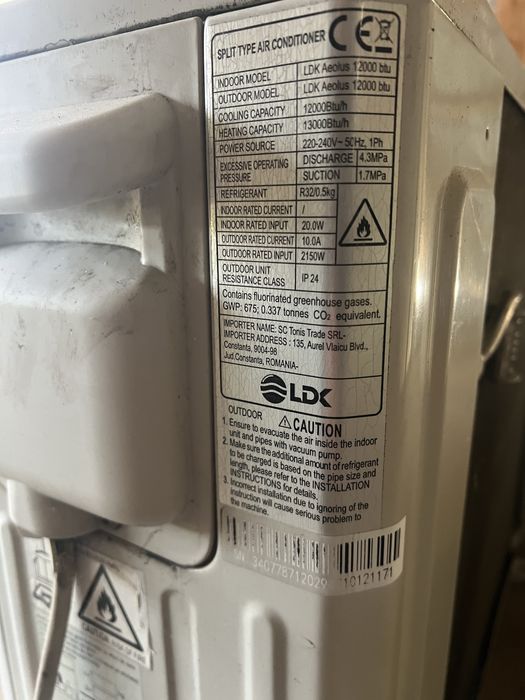 SPLIT TYPE AIR CONDITIONER CE
INDOOR MODEL LDK Aeolus 12000 btu
OUTDOOR MODEL LDK Aeolus 12000 btu
COOLING CAPACITY 12000Btu/h
HEATING CAPACITY 13000Btu/h
POWER SOURCE 220-240V~ 50Hz, 1Ph
EXCESSIVE OPERATING PRESSURE DISCHARGE 4.3MPa
SUCTION 1.7MPa
REFRIGERANT R32/0.5kg
INDOOR RATED CURRENT /
INDOOR RATED INPUT 20.0W
OUTDOOR RATED CURRENT 10.0A
OUTDOOR RATED INPUT 2150W
OUTDOOR UNIT RESISTANCE CLASS IP 24
Contains fluorinated greenhouse gases.
GWP: 675; 0.337 tonnes CO₂ equivalent.
IMPORTER NAME: SC Tonis Trade SRL-
IMPORTER ADDRESS : 135, Aurel Vlaicu Blvd.,
Constanta, 9004-98
Jud.Constanta, ROMANIA-
LDK
OUTDOOR
CAUTION
1. Ensure to evacuate the air inside the indoor
unit and pipes with vacuum pump.
2. Make sure the additional amount of refrigerant
to be charged is based on the pipe size and
length, please refer to the INSTALLATION
INSTRUCTIONS for details.
3. Incorrect installation due to ignoring of the
instruction will cause serious problem to
the machine.
SN 340778712029 10121171
CAUTION